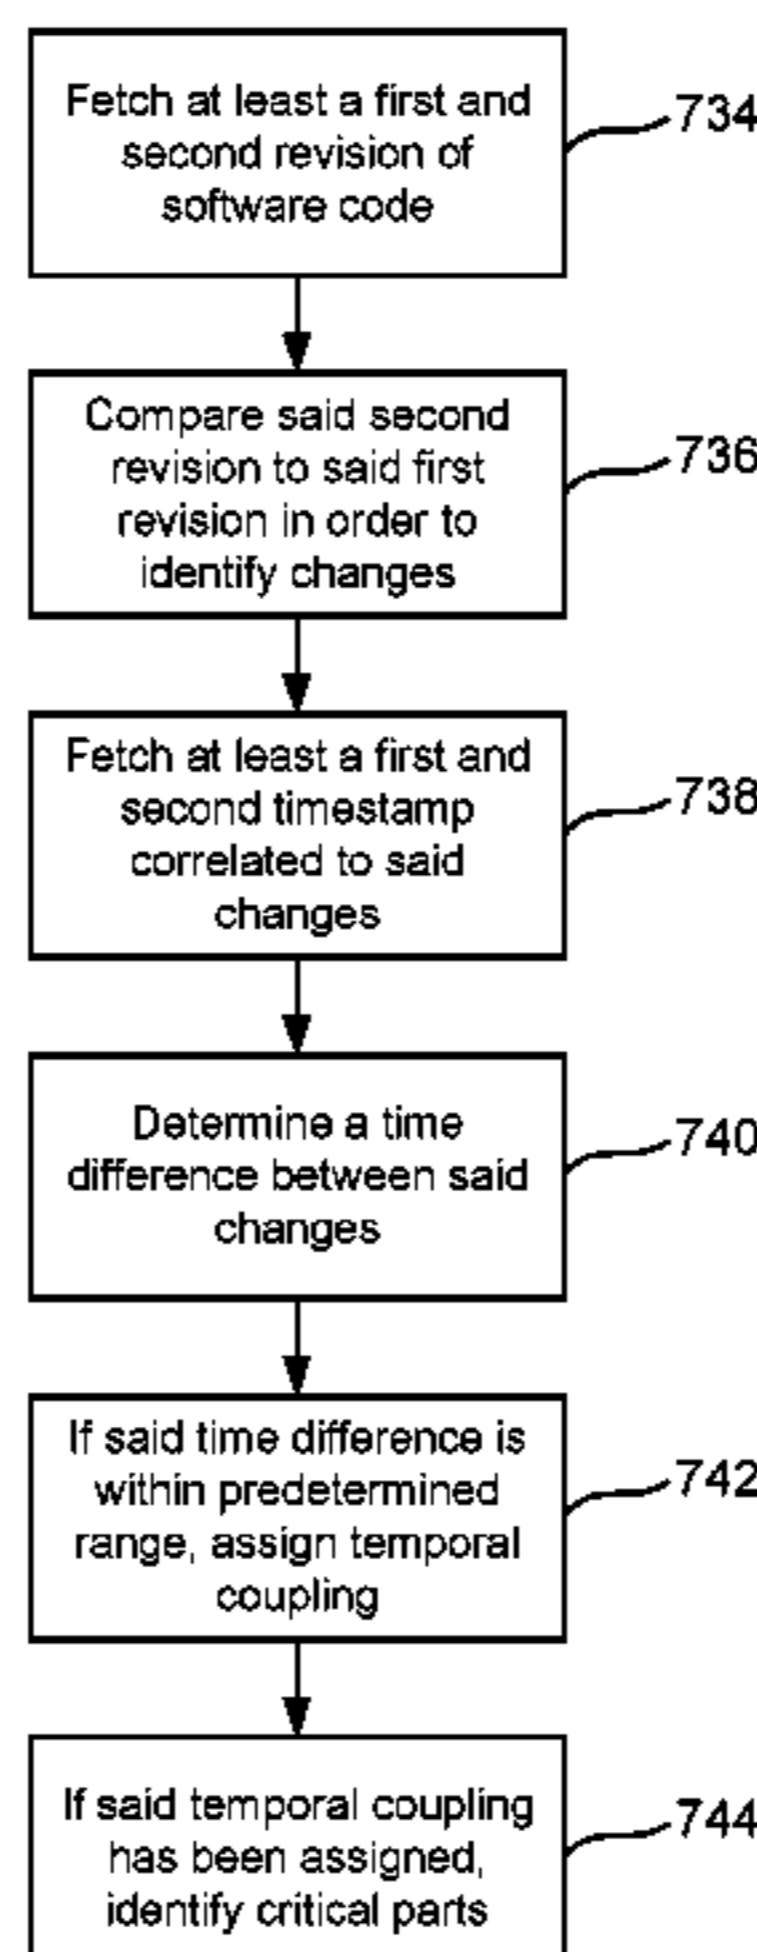 Fetch at least a first and
second revision of
software code
734
Compare said second
revision to said first
revision in order to
identify changes
736
Fetch at least a first and
second timestamp
correlated to said
changes
738
Determine a time
difference between said
changes
740
If said time difference is
within predetermined
range, assign temporal
coupling
742
If said temporal coupling
has been assigned,
identify critical parts
744